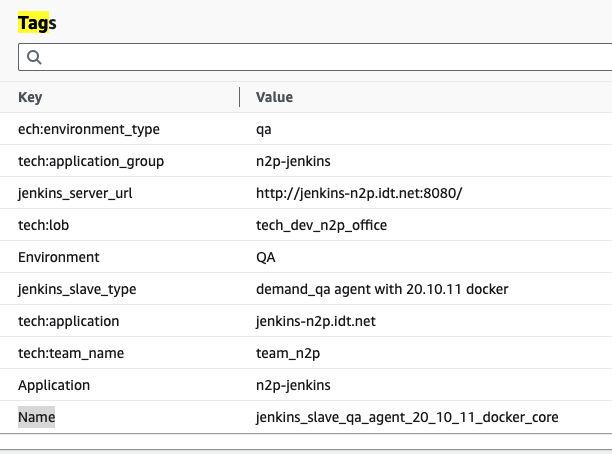 Tags
Key Value
ech:environment_type qa
tech:application_group n2p-jenkins
jenkins_server_url http://jenkins-n2p.idt.net:8080/
tech:lob tech_dev_n2p_office
Environment QA
jenkins_slave_type demand_qa agent with 20.10.11 docker
tech:application jenkins-n2p.idt.net
tech:team_name team_n2p
Application n2p-jenkins
Name jenkins_slave_qa_agent_20_10_11_docker_core